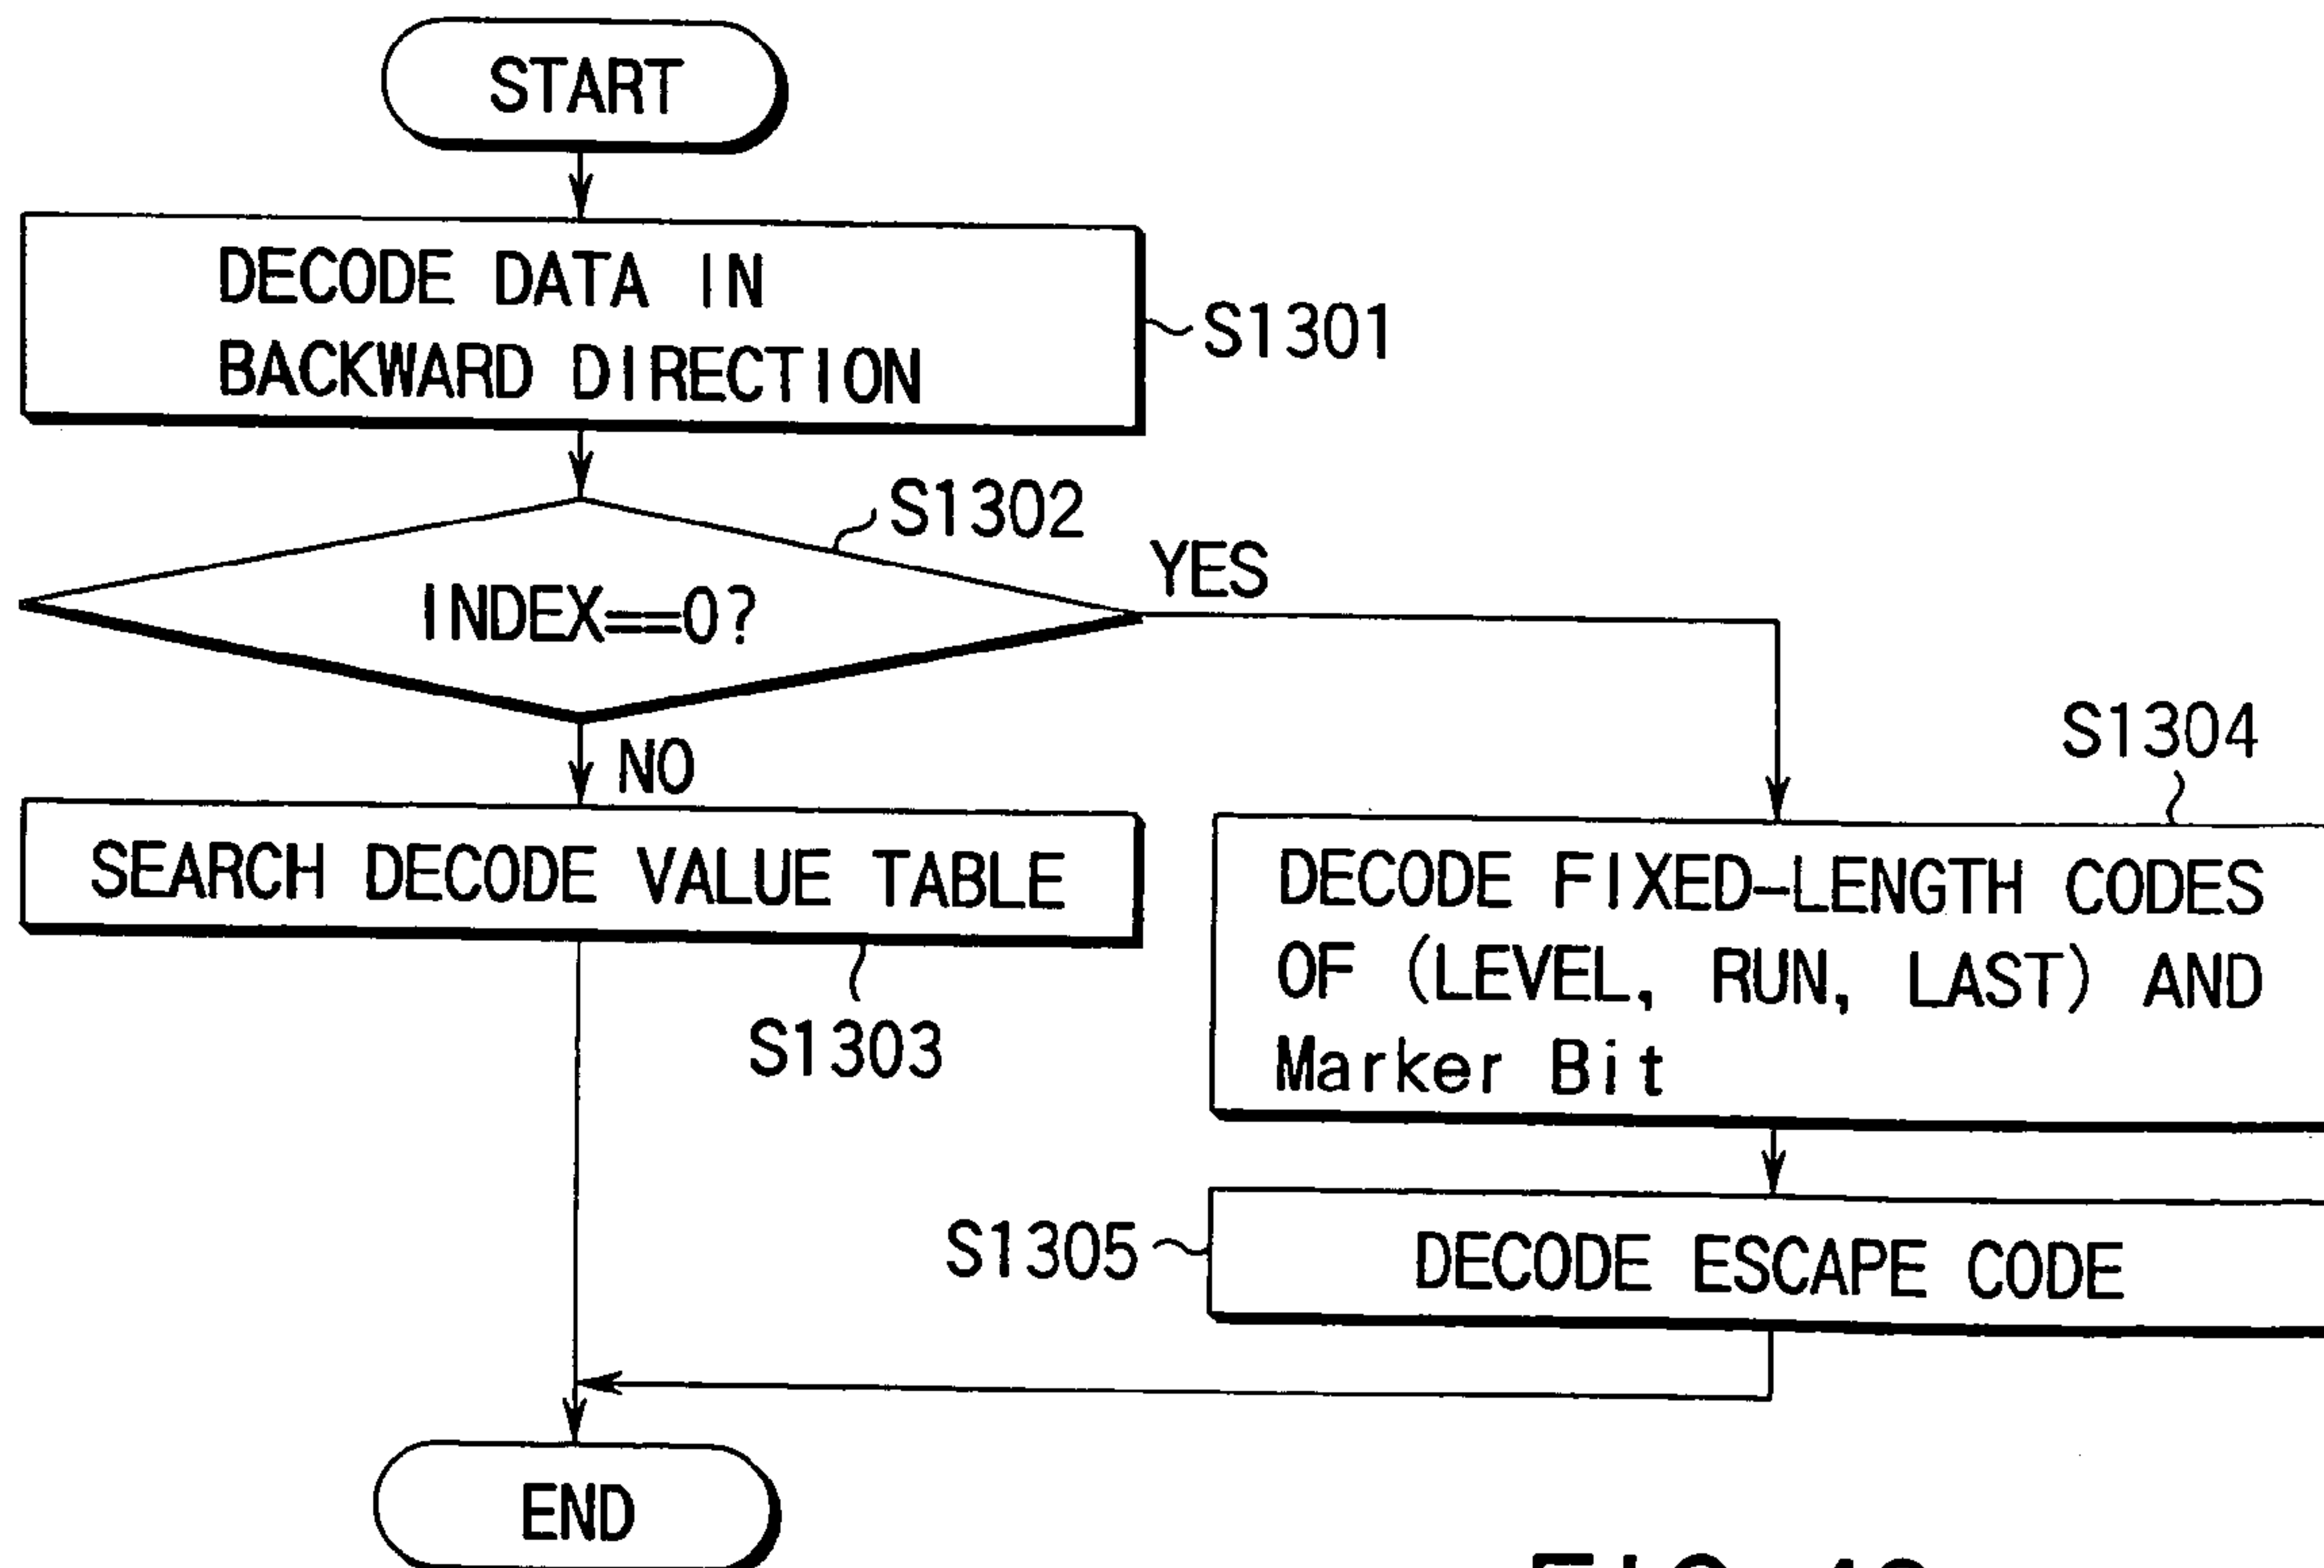 START
DECODE DATA IN
BACKWARD DIRECTION
S1301
S1302
INDEX==0?
YES
NO
SEARCH DECODE VALUE TABLE
S1303
S1304
DECODE FIXED-LENGTH CODES
OF (LEVEL, RUN, LAST) AND
Marker Bit
S1305
DECODE ESCAPE CODE
END